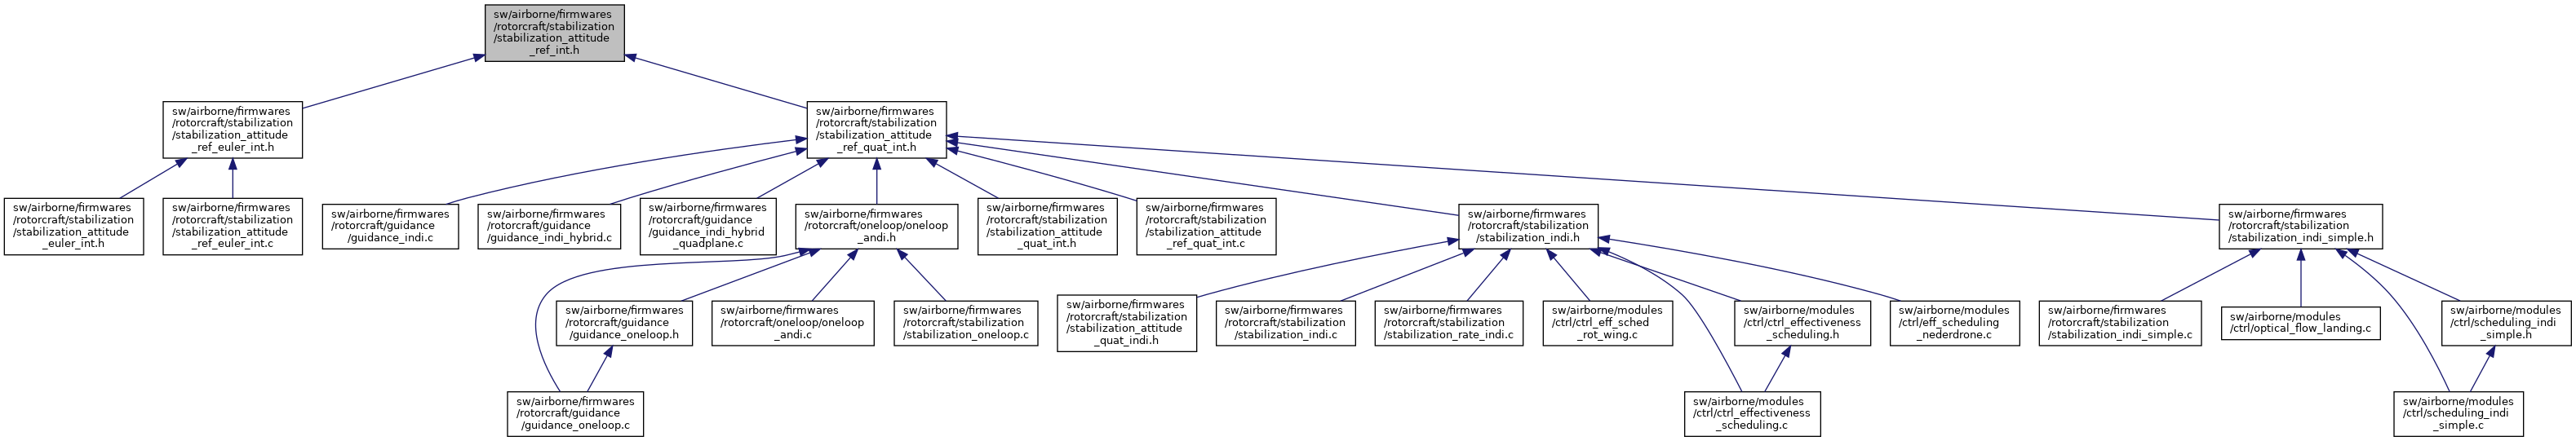 sw/airborne/firmwares
/rotorcraft/stabilization
/stabilization_attitude
_ref_int.h
sw/airborne/firmwares
/rotorcraft/stabilization
/stabilization_attitude
_ref_euler_int.h
sw/airborne/firmwares
/rotorcraft/stabilization
/stabilization_attitude
_ref_quat_int.h
sw/airborne/firmwares
/rotorcraft/stabilization
/stabilization_attitude
_euler_int.h
sw/airborne/firmwares
/rotorcraft/stabilization
/stabilization_attitude
_ref_euler_int.c
sw/airborne/firmwares
/rotorcraft/guidance
/guidance_indi.c
sw/airborne/firmwares
/rotorcraft/guidance
/guidance_indi_hybrid.c
sw/airborne/firmwares
/rotorcraft/guidance
/guidance_indi_hybrid
_quadplane.c
sw/airborne/firmwares
/rotorcraft/oneloop/oneloop
_andi.h
sw/airborne/firmwares
/rotorcraft/stabilization
/stabilization_attitude
_quat_int.h
sw/airborne/firmwares
/rotorcraft/stabilization
/stabilization_attitude
_ref_quat_int.c
sw/airborne/firmwares
/rotorcraft/stabilization
/stabilization_indi.h
sw/airborne/firmwares
/rotorcraft/stabilization
/stabilization_indi_simple.h
sw/airborne/firmwares
/rotorcraft/guidance
/guidance_oneloop.h
sw/airborne/firmwares
/rotorcraft/oneloop/oneloop
_andi.c
sw/airborne/firmwares
/rotorcraft/stabilization
/stabilization_oneloop.c
sw/airborne/firmwares
/rotorcraft/stabilization
/stabilization_attitude
_quat_indi.h
sw/airborne/firmwares
/rotorcraft/stabilization
/stabilization_indi.c
sw/airborne/firmwares
/rotorcraft/stabilization
/stabilization_rate_indi.c
sw/airborne/modules
/ctrl/ctrl_eff_sched
_rot_wing.c
sw/airborne/modules
/ctrl/ctrl_effectiveness
_scheduling.h
sw/airborne/modules
/ctrl/eff_scheduling
_nederdrone.c
sw/airborne/firmwares
/rotorcraft/stabilization
/stabilization_indi_simple.c
sw/airborne/modules
/ctrl/optical_flow_landing.c
sw/airborne/modules
/ctrl/scheduling_indi
_simple.h
sw/airborne/firmwares
/rotorcraft/guidance
/guidance_oneloop.c
sw/airborne/modules
/ctrl/ctrl_effectiveness
_scheduling.c
sw/airborne/modules
/ctrl/scheduling_indi
_simple.c